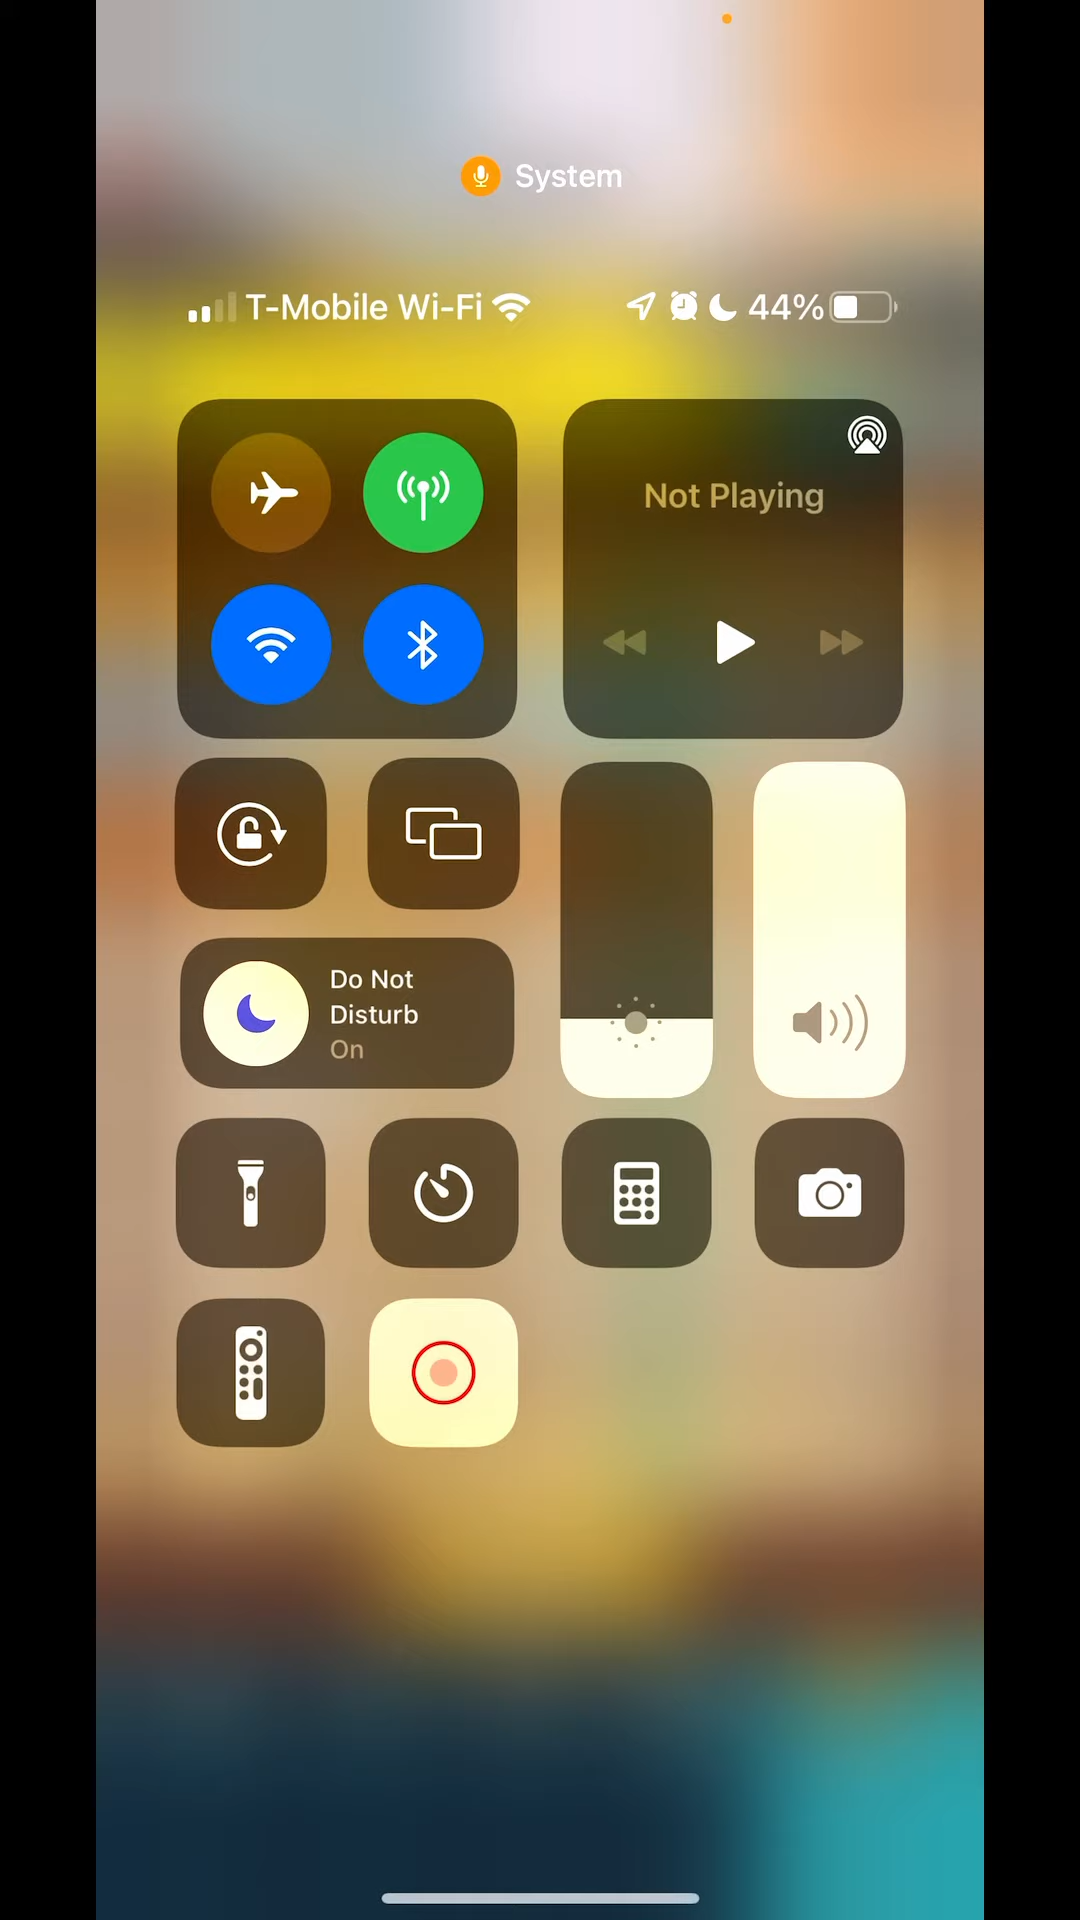 System
T-Mobile Wi-Fi 44%
Not Playing
Do Not
Disturb
On